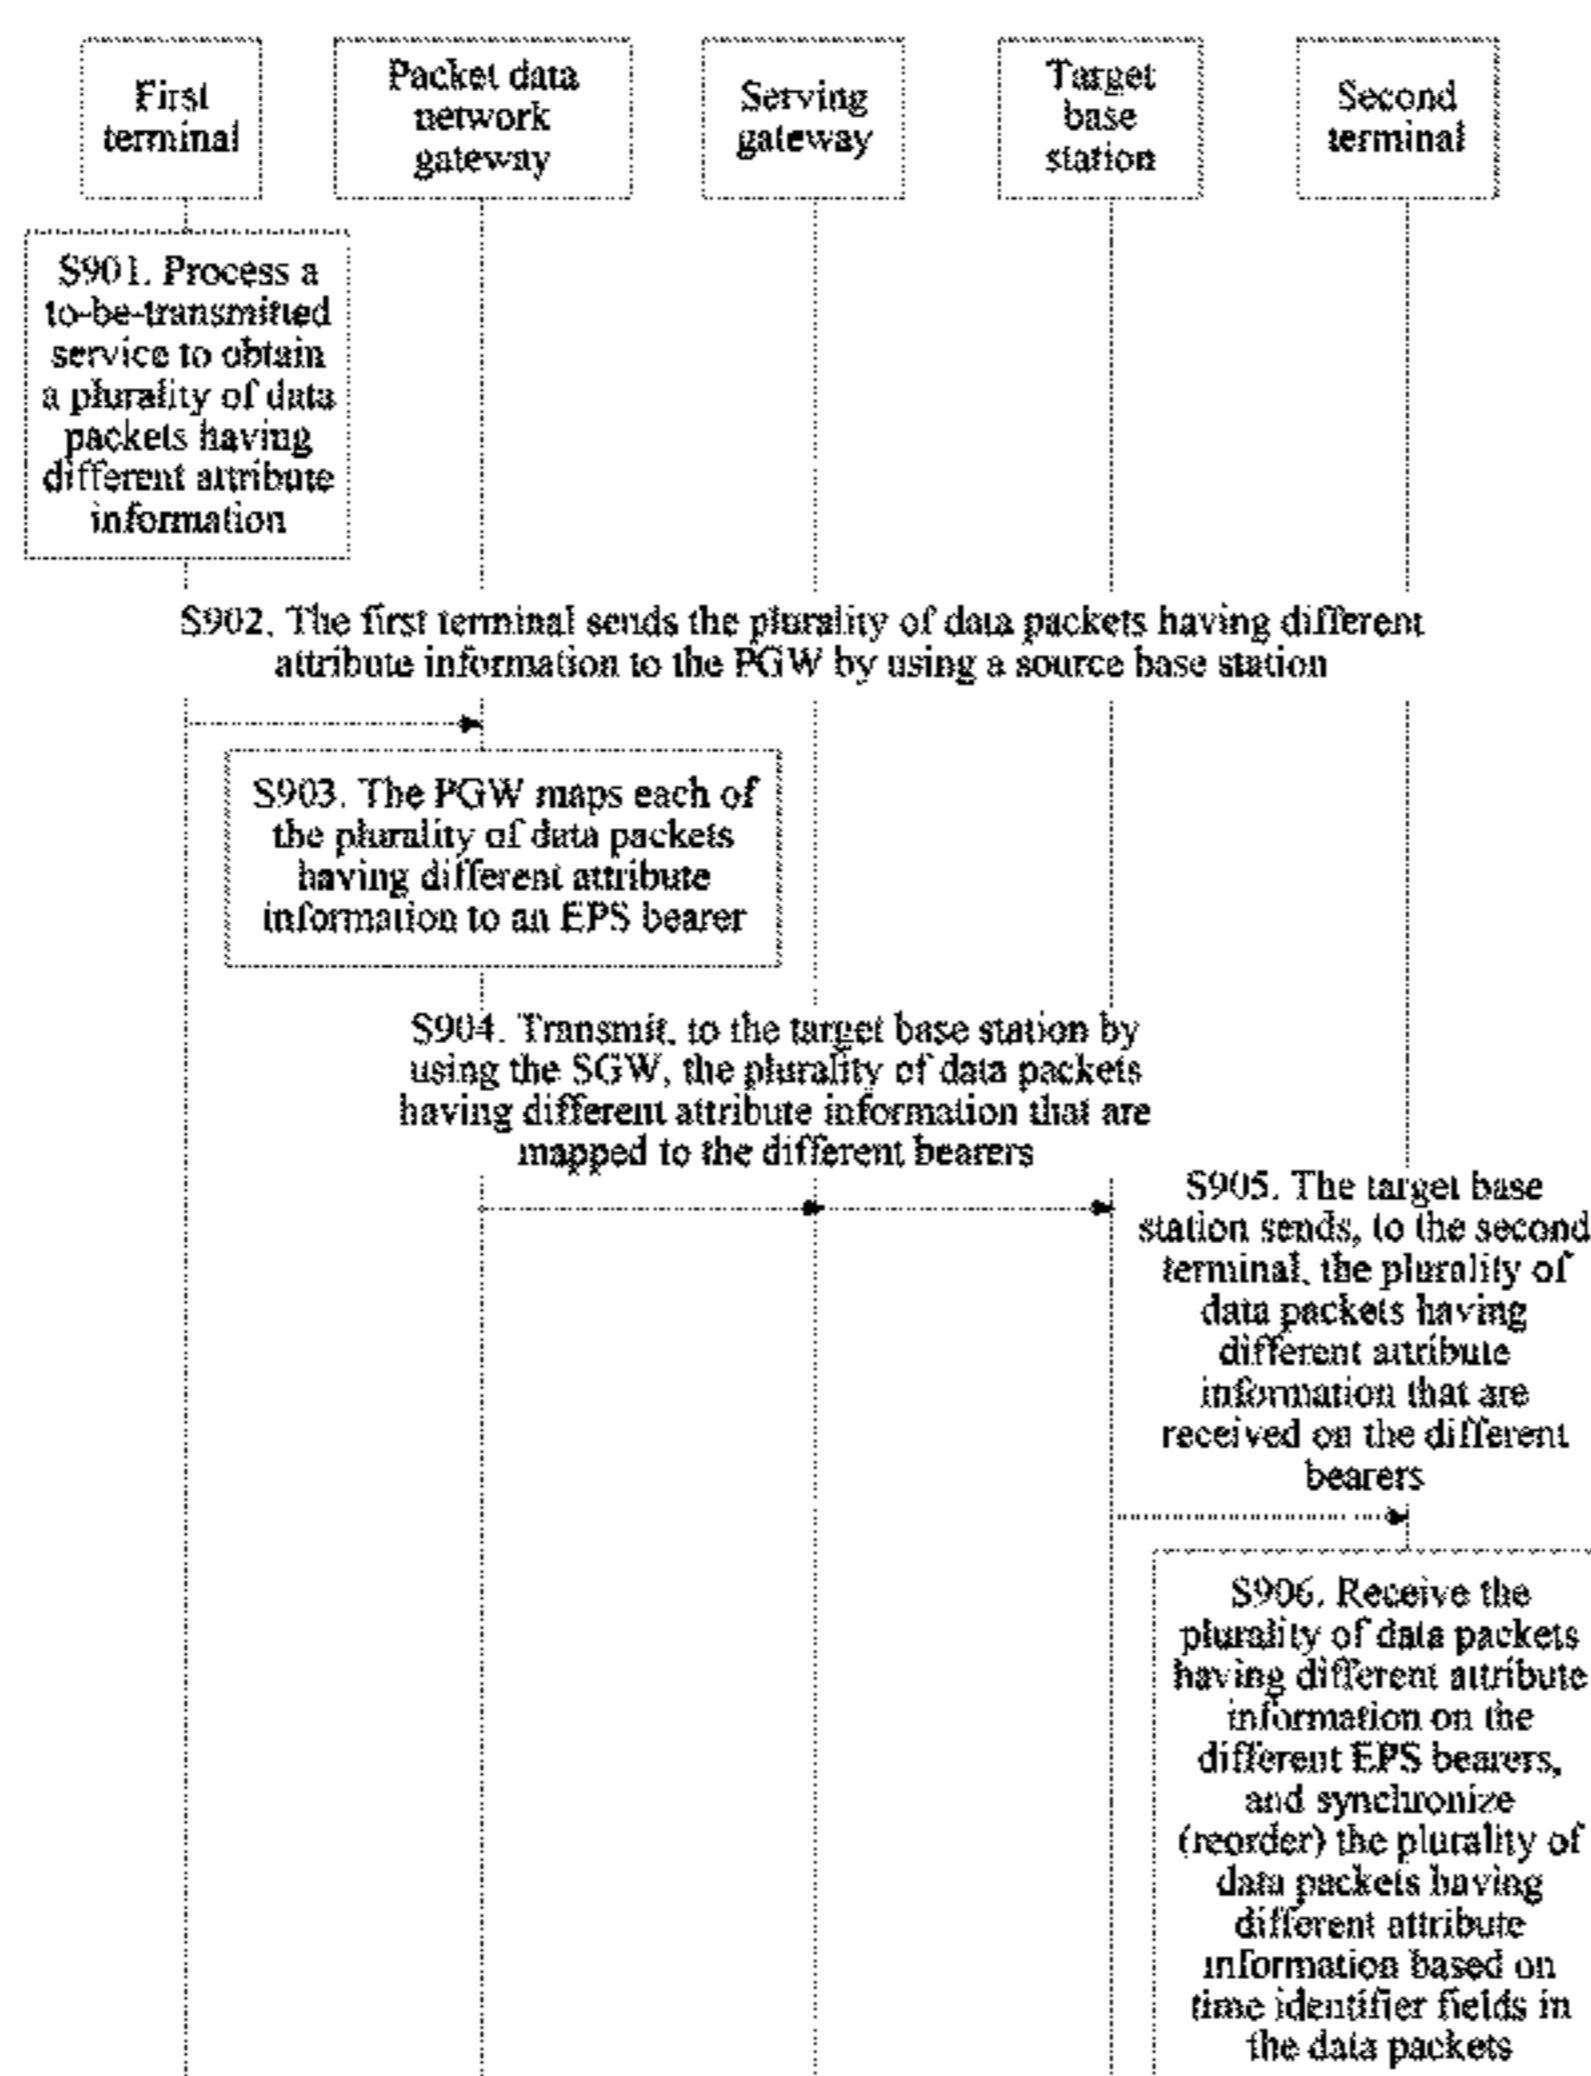 First
terminal
Packet data
network
gateway
Serving
gateway
Target
base
station
Second
terminal
S901. Process a
to-be-transmitted
service to obtain
a plurality of data
packets having
different attribute
information
S902. The first terminal sends the plurality of data packets having different
attribute information to the PGW by using a source base station
S903. The PGW maps each of
the plurality of data packets
having different attribute
information to an EPS bearer
S904. Transmit, to the target base station by
using the SGW, the plurality of data packets
having different attribute information that are
mapped to the different bearers
S905. The target base
station sends, to the second
terminal, the plurality of
data packets having
different attribute
information that are
received on the different
bearers
S906. Receive the
plurality of data packets
having different attribute
information on the
different EPS bearers,
and synchronize
(reorder) the plurality of
data packets having
different attribute
information based on
time identifier fields in
the data packets